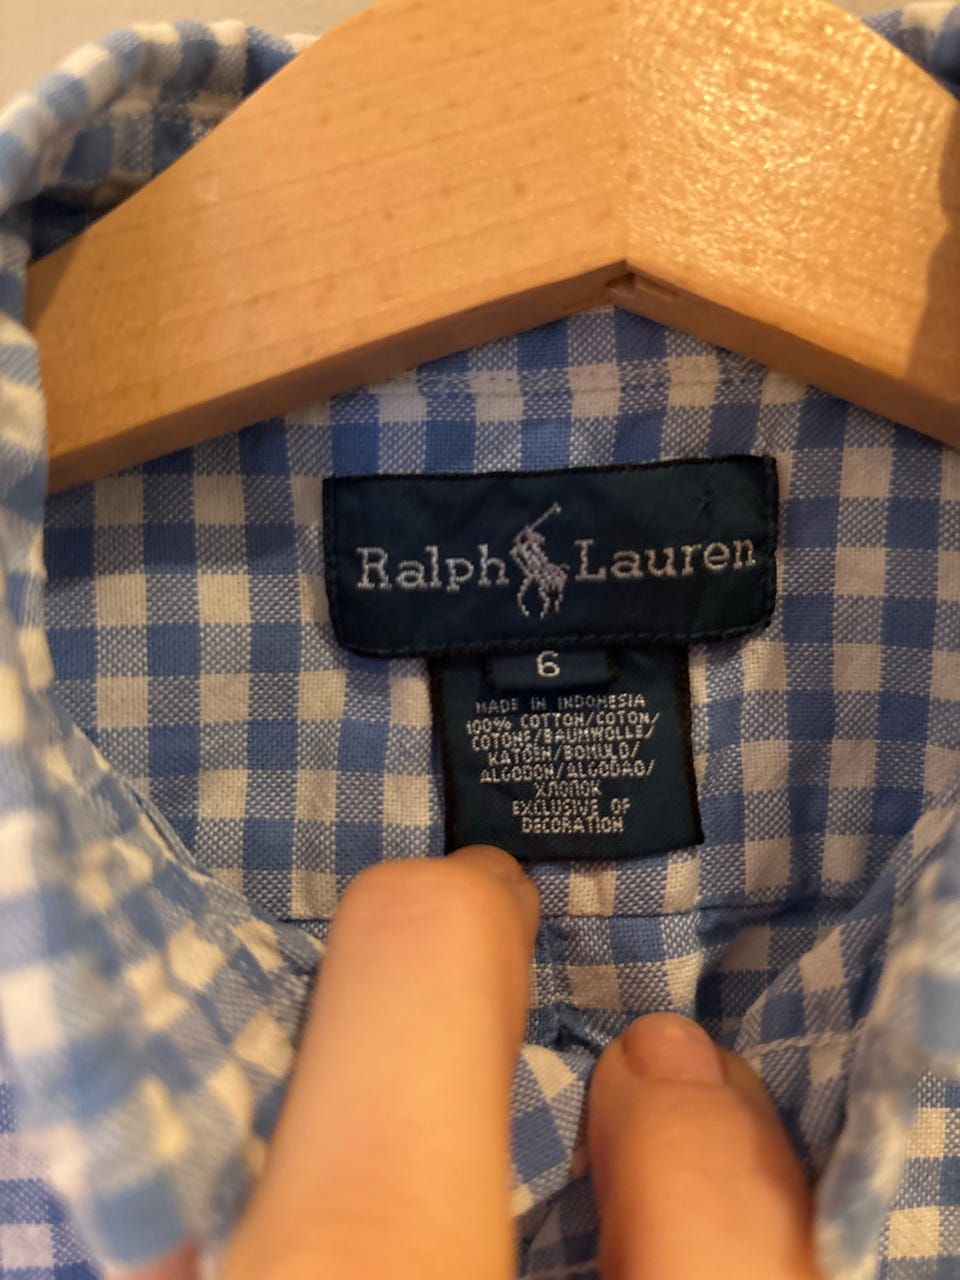 Ralph Lauren
6
MADE IN INDONESIA
100% COTTON/COTON/
COTONE/BAUMWOLLE/
KATOEN/BOMULD/
ALGODON/ALGODAO/
ХЛОПОК
EXCLUSIVE OF
DECORATION